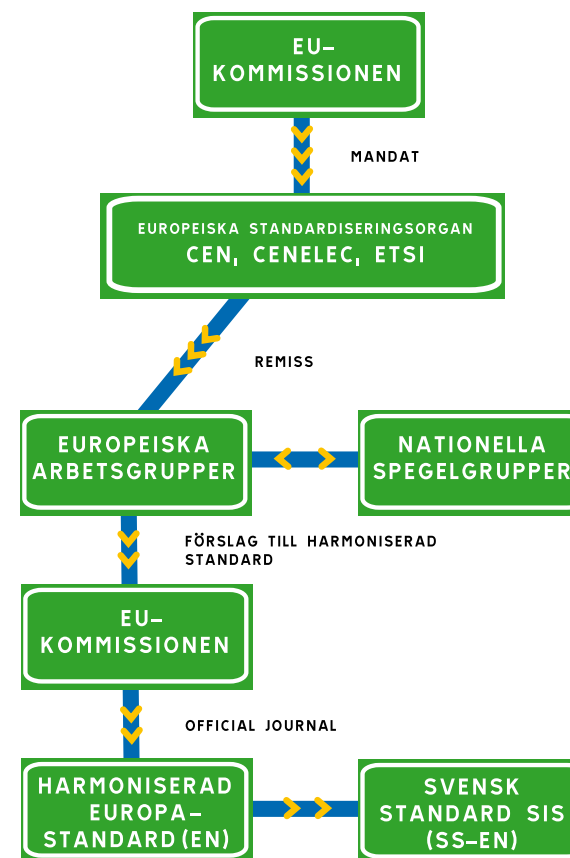 EU–
KOMMISSIONEN
MANDAT
EUROPEISKA STANDARDISERINGSORGAN
CEN, CENELEC, ETSI
REMISS
EUROPEISKA
ARBETSGRUPPER
NATIONELLA
SPEGELGRUPPER
FÖRSLAG TILL HARMONISERAD
STANDARD
EU–
KOMMISSIONEN
OFFICIAL JOURNAL
HARMONISERAD
EUROPA–
STANDARD(EN)
SVENSK
STANDARD SIS
(SS–EN)